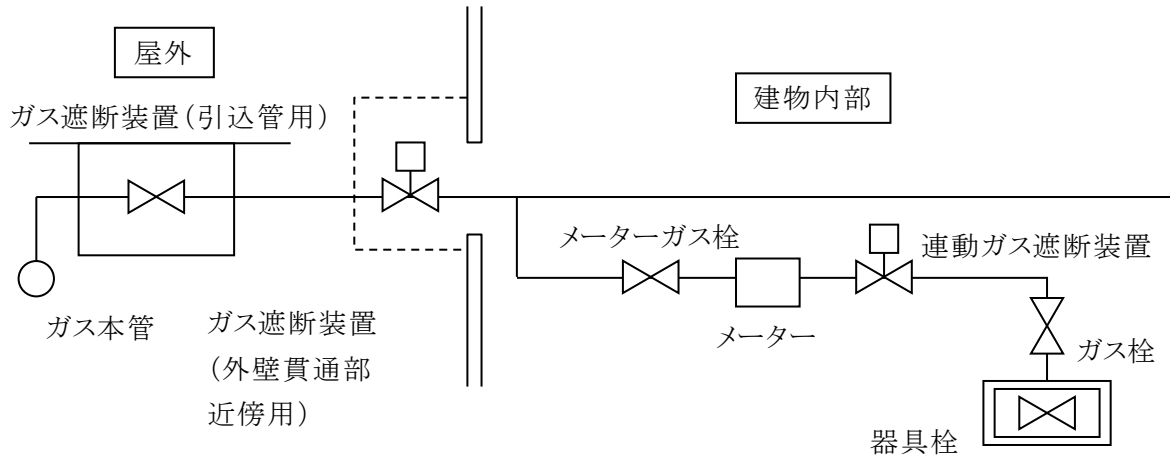 屋外
建物内部
ガス遮断装置(引込管用)
メーターガス栓
連動ガス遮断装置
ガス本管
ガス遮断装置
(外壁貫通部
近傍用)
メーター
ガス栓
器具栓